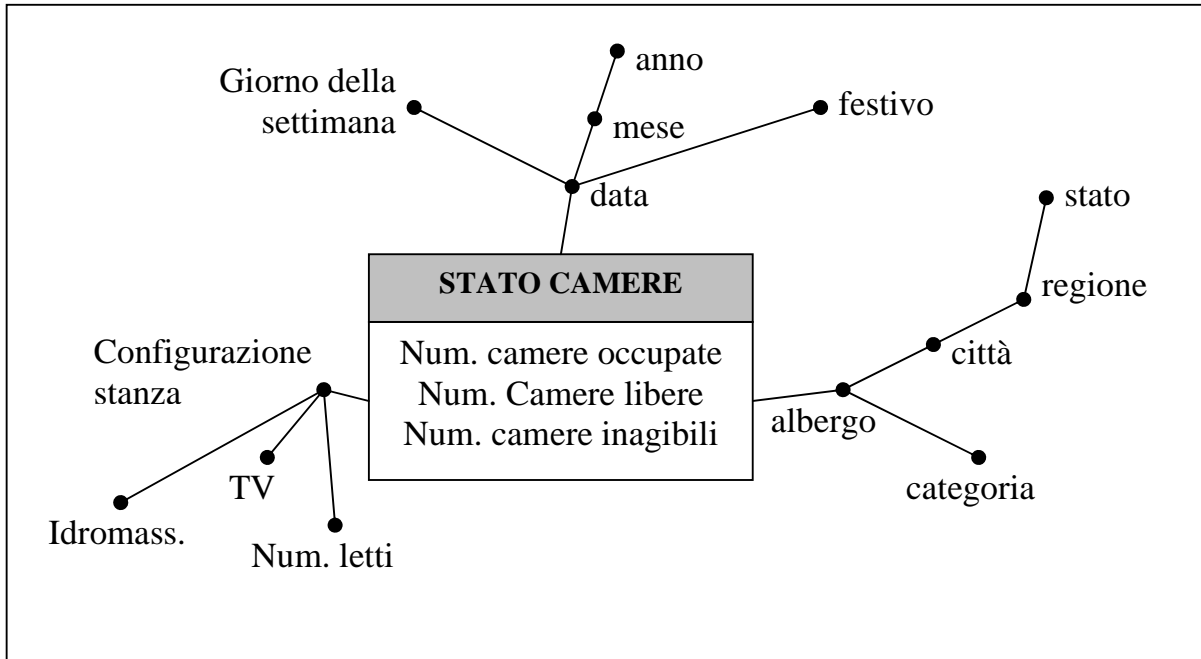 anno
Giorno della
settimana
festivo
mese
data
stato
STATO CAMERE
regione
Configurazione
stanza
Num. camere occupate
Num. Camere libere
Num. camere inagibili
città
albergo
TV
categoria
Idromass.
Num. letti